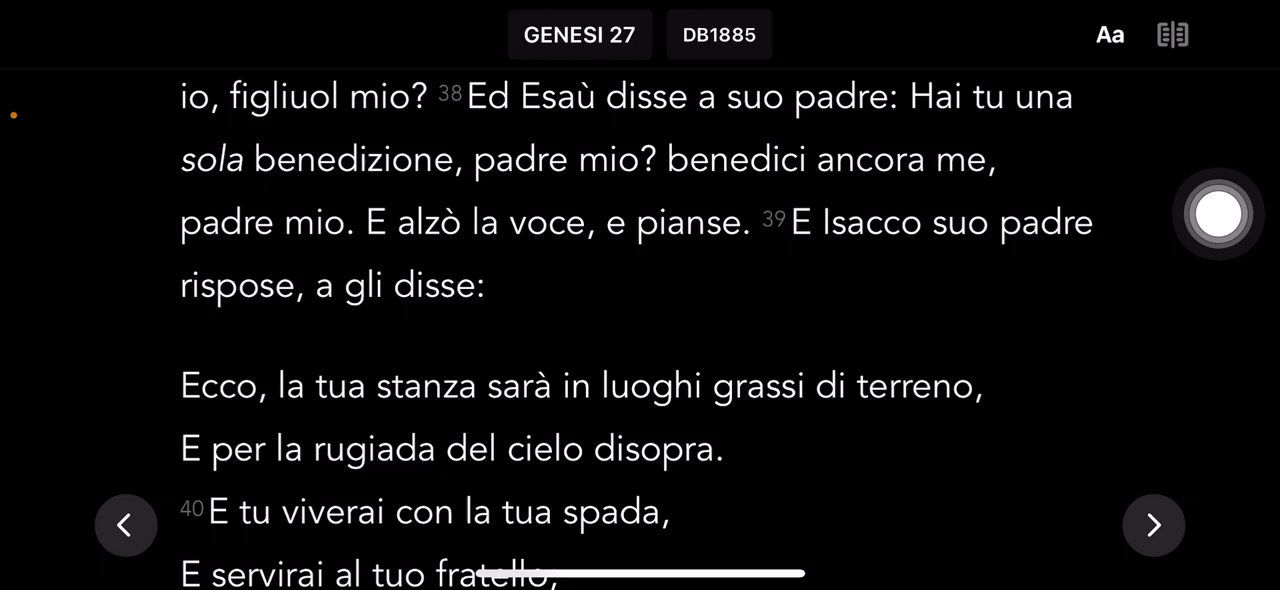 GENESI 27 DB1885 Aa
io, figliuol mio? 38 Ed Esaù disse a suo padre: Hai tu una
sola benedizione, padre mio? benedici ancora me,
padre mio. E alzò la voce, e pianse. 39 E Isacco suo padre
rispose, a gli disse:
Ecco, la tua stanza sarà in luoghi grassi di terreno,
E per la rugiada del cielo disopra.
40 E tu viverai con la tua spada,
E servirai al tuo fratello;